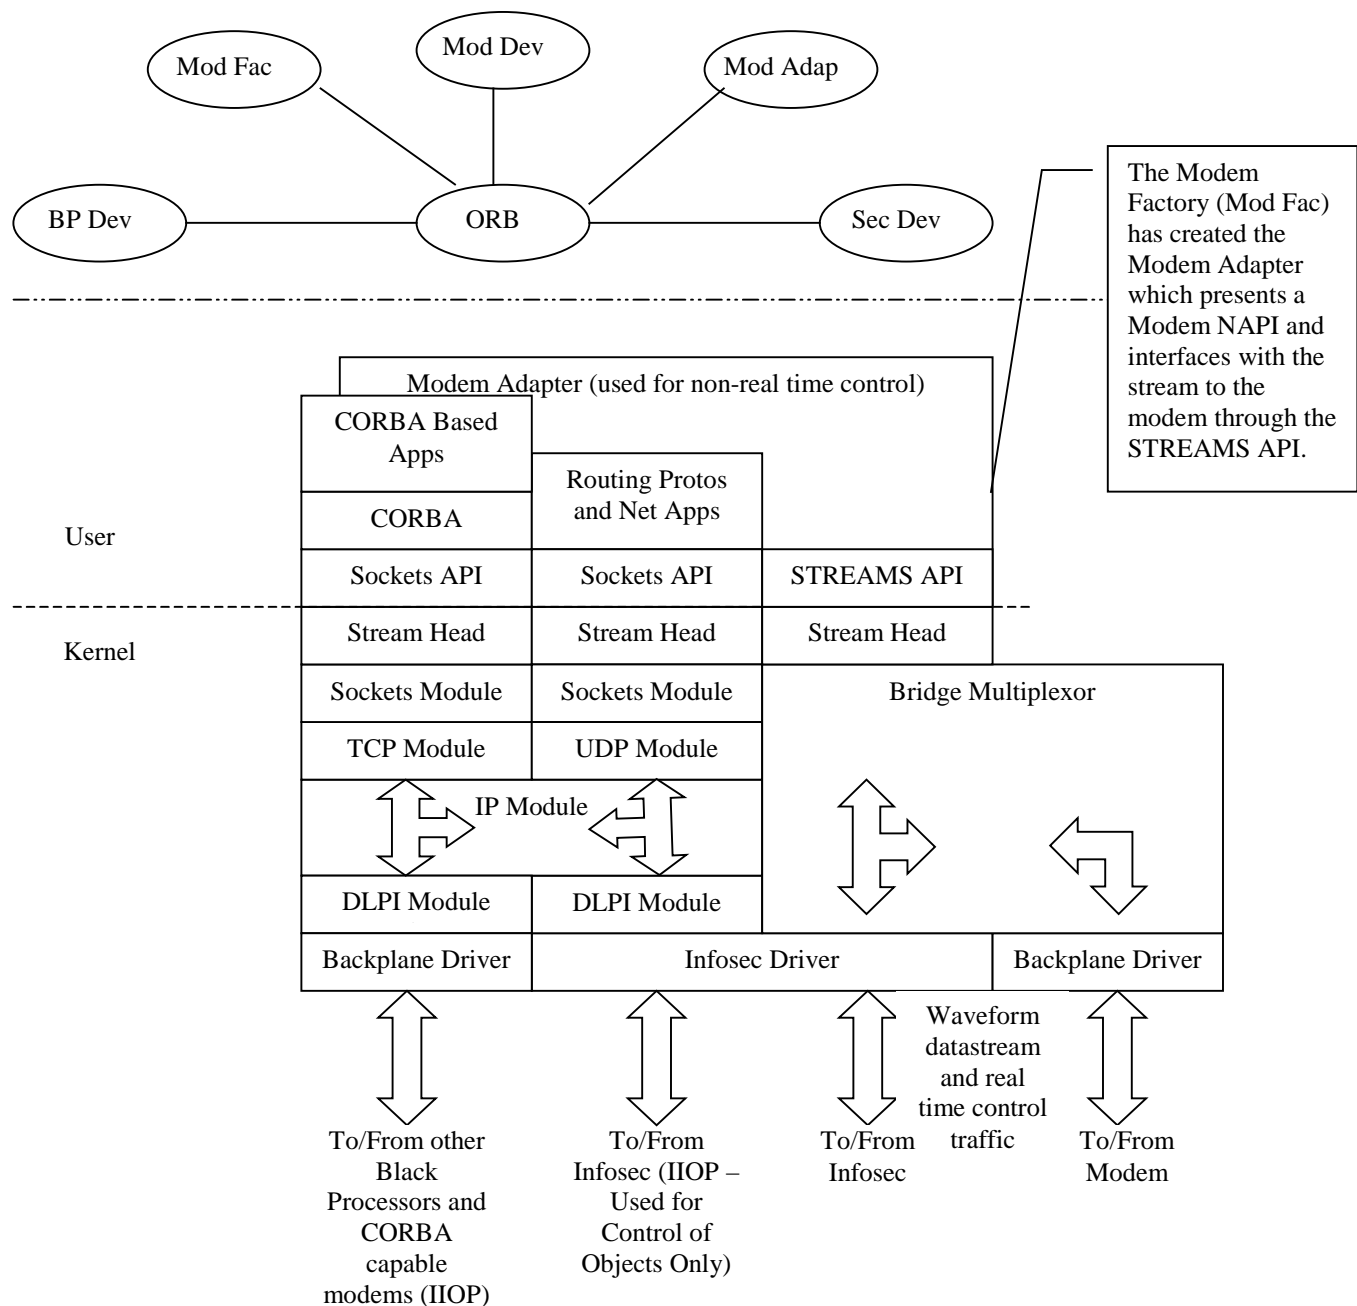 Mod Fac
Mod Dev
Mod Adap
BP Dev
ORB
Sec Dev
The Modem
Factory (Mod Fac)
has created the
Modem Adapter
which presents a
Modem NAPI and
interfaces with the
stream to the
modem through the
STREAMS API.
Modem Adapter (used for non-real time control)
CORBA Based
Apps
Routing Protos
and Net Apps
CORBA
User
Sockets API
Sockets API
STREAMS API
Kernel
Stream Head
Stream Head
Stream Head
Sockets Module
Sockets Module
Bridge Multiplexor
TCP Module
UDP Module
IP Module
DLPI Module
DLPI Module
Backplane Driver
Infosec Driver
Backplane Driver
Waveform
datastream
and real
time control
traffic
To/From other
Black
Processors and
CORBA
capable
modems (IIOP)
To/From
Infosec (IIOP –
Used for
Control of
Objects Only)
To/From
Infosec
To/From
Modem